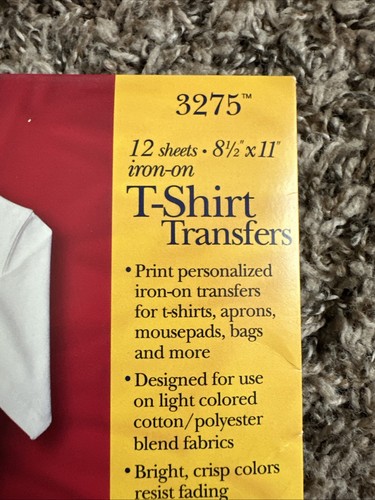 3275™
12 sheets • 8½" x 11"
iron-on
T-Shirt
Transfers
• Print personalized
iron-on transfers
for t-shirts, aprons,
mousepads, bags
and more
• Designed for use
on light colored
cotton/polyester
blend fabrics
• Bright, crisp colors
resist fading